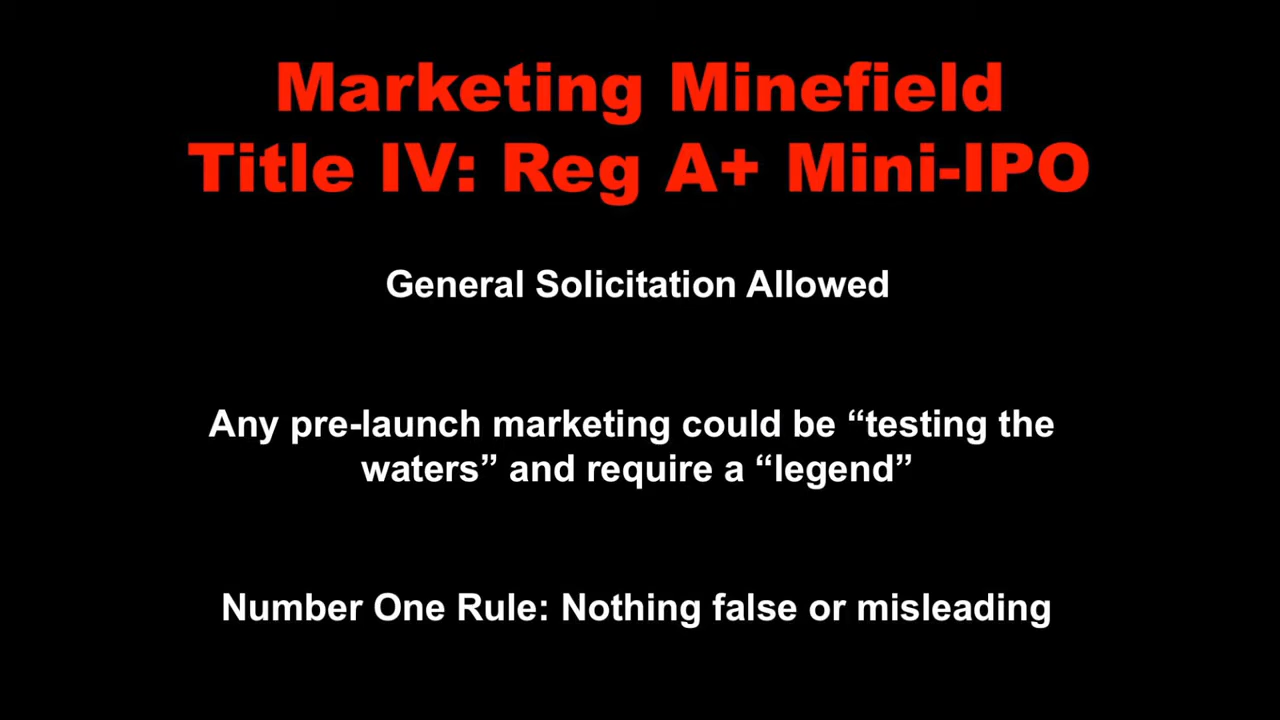 Marketing Minefield
Title IV: Reg A+ Mini-IPO
General Solicitation Allowed
Any pre-launch marketing could be “testing the
waters” and require a “legend”
Number One Rule: Nothing false or misleading